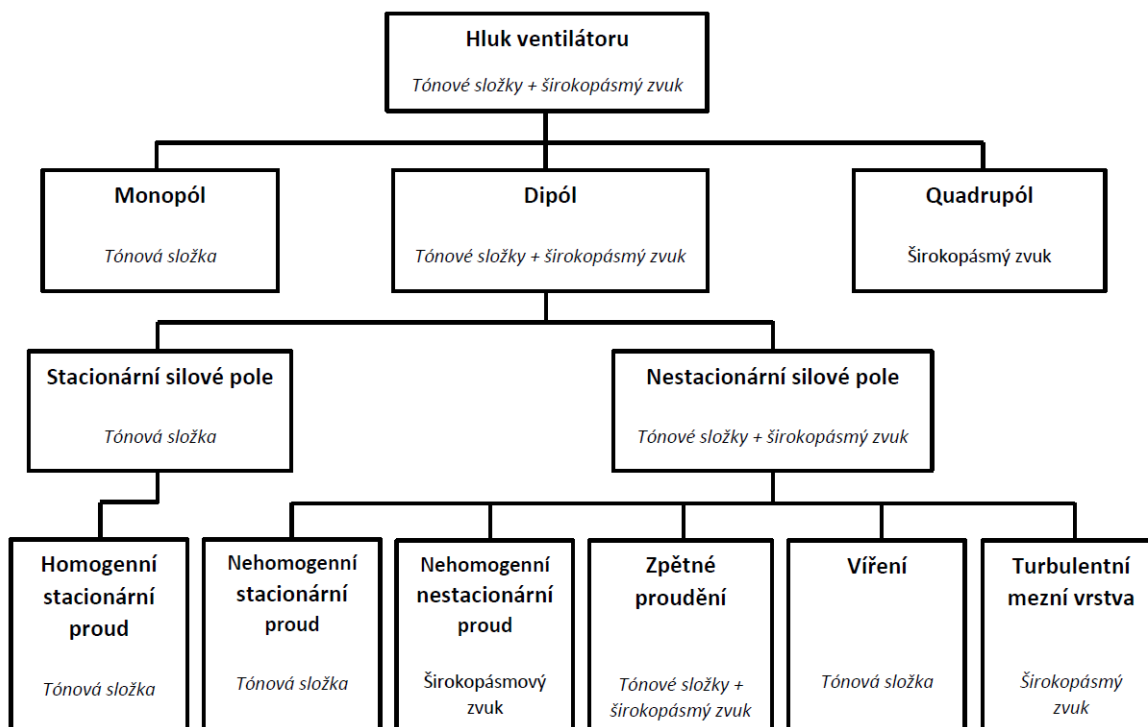 Hluk ventilátoru
Tónové složky + širokopásmý zvuk
Monopól
Tónová složka
Dipól
Tónové složky + širokopásmý zvuk
Quadrupól
Širokopásmý zvuk
Stacionární silové pole
Tónová složka
Nestacionární silové pole
Tónové složky + širokopásmý zvuk
Homogenní
stacionární
proud
Tónová složka
Nehomogenní
stacionární
proud
Tónová složka
Nehomogenní
nestacionární
proud
Širokopásmový
zvuk
Zpětné
proudění
Tónové složky +
širokopásmý zvuk
Víření
Tónová složka
Turbulentní
mezní vrstva
Širokopásmý
zvuk